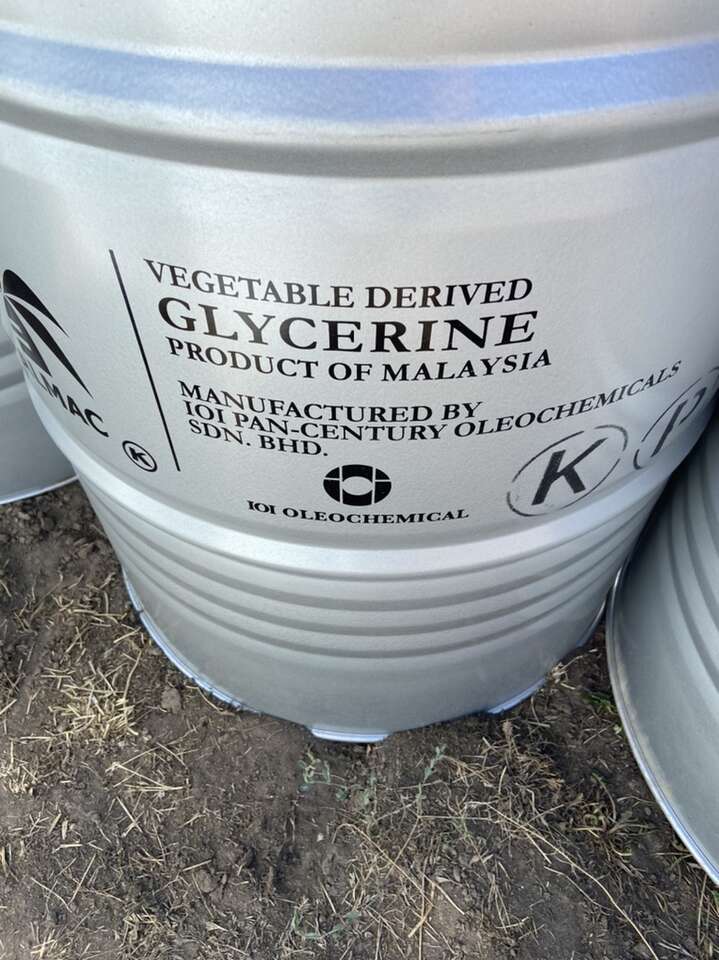 VEGETABLE DERIVED
GLYCERINE
PRODUCT OF MALAYSIA
MANUFACTURED BY
IOI PAN-CENTURY OLEOCHEMICALS
SDN. BHD.
IOI OLEOCHEMICAL
K
K
P